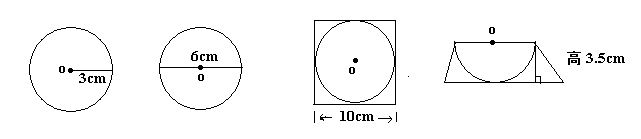 o
3cm
6cm
o
o
|← 10cm →|
o
高 3.5cm